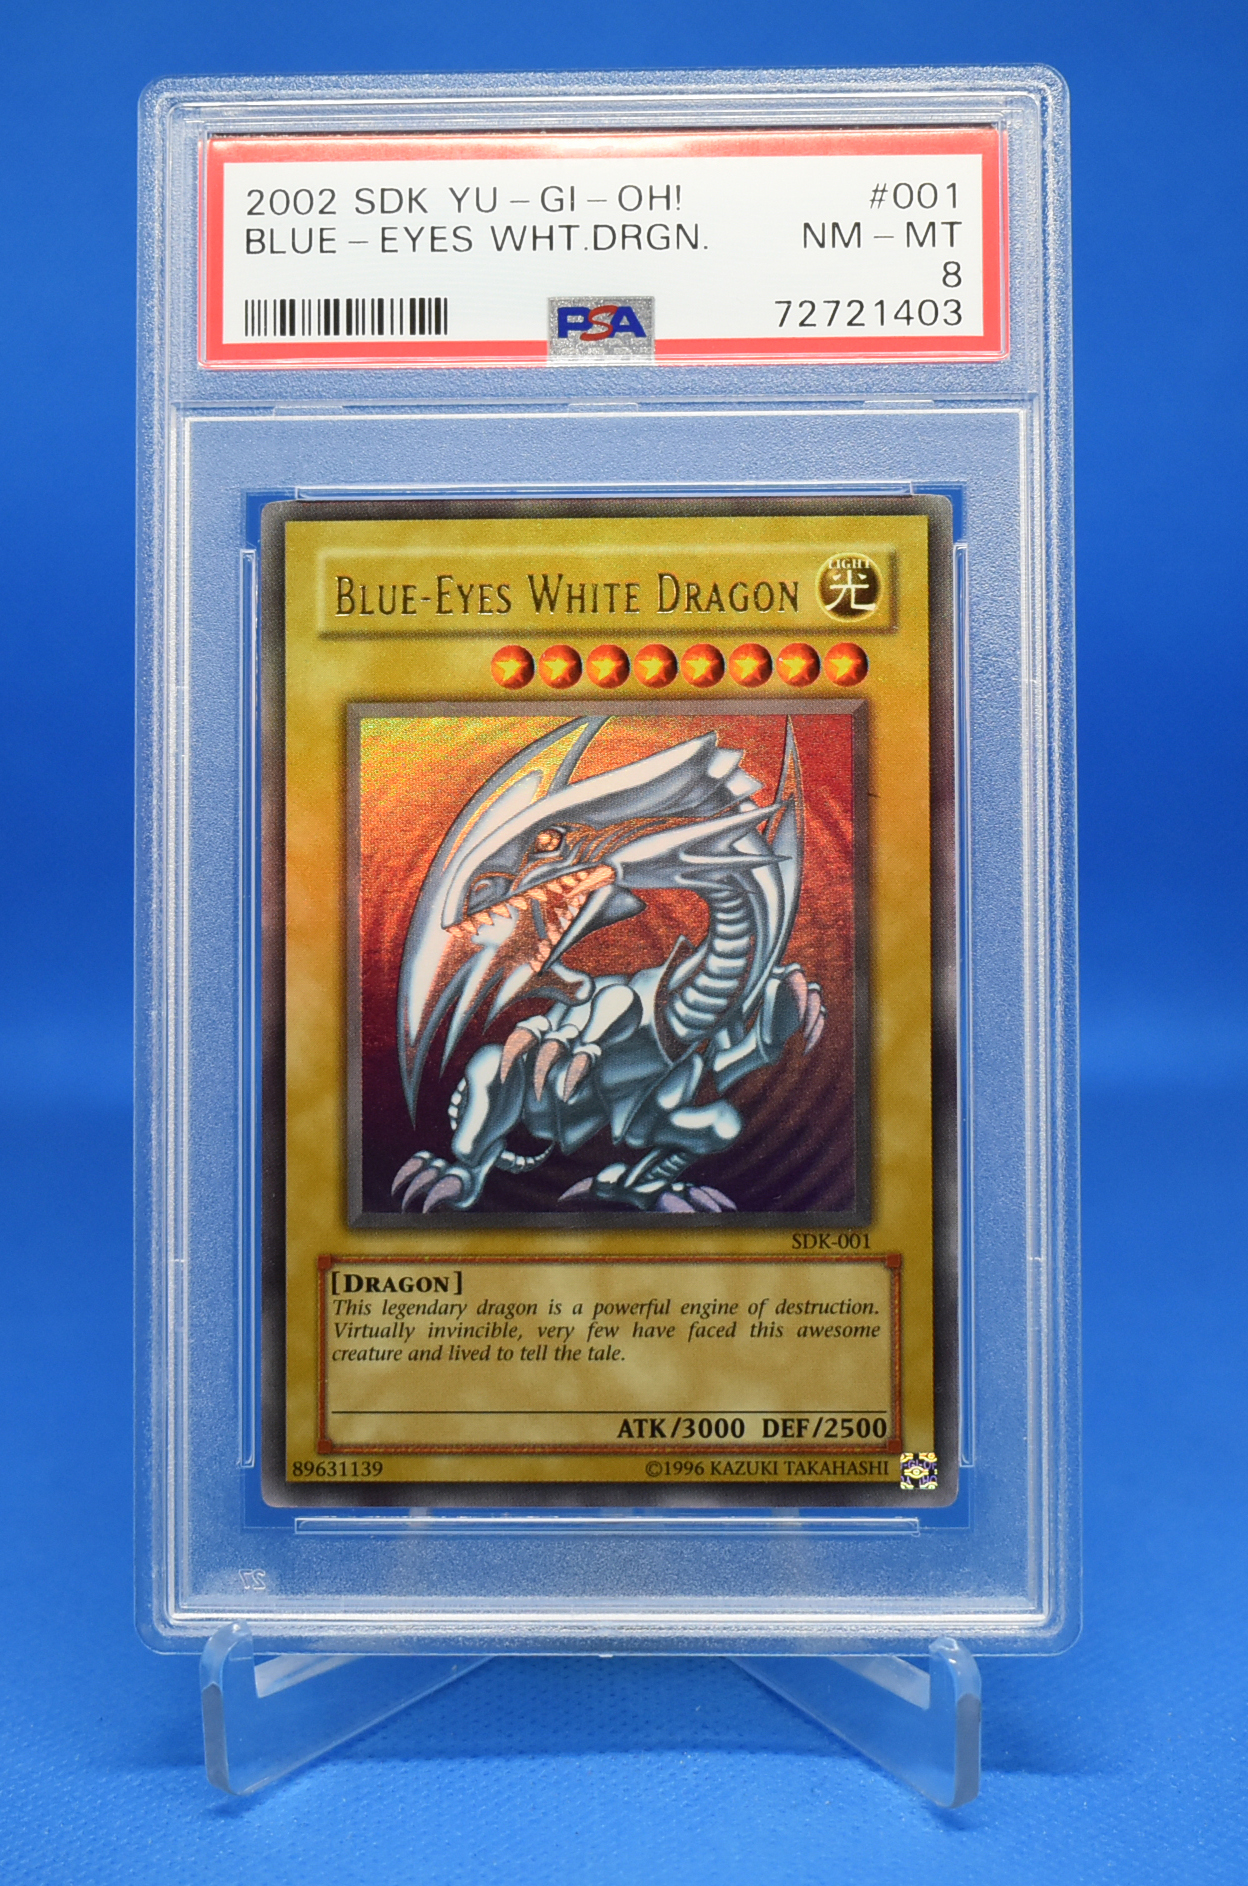 2002 SDK YU-GI-OH! #001
BLUE-EYES WHT.DRGN. NM-MT
8
PSA 72721403
BLUE-EYES WHITE DRAGON
LIGHT
光
SDK-001
[DRAGON]
This legendary dragon is a powerful engine of destruction.
Virtually invincible, very few have faced this awesome
creature and lived to tell the tale.
ATK/3000 DEF/2500
89631139 ©1996 KAZUKI TAKAHASHI